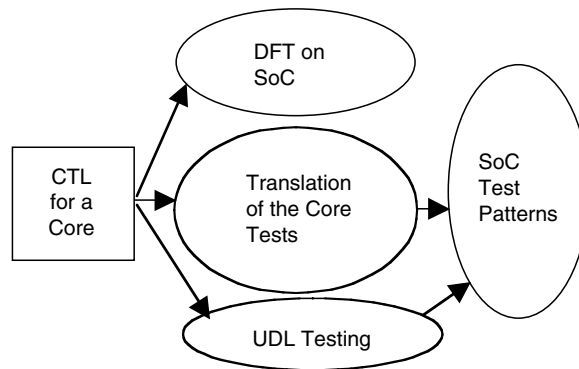 DFT on
SoC
CTL
for a
Core
Translation
of the Core
Tests
SoC
Test
Patterns
UDL Testing